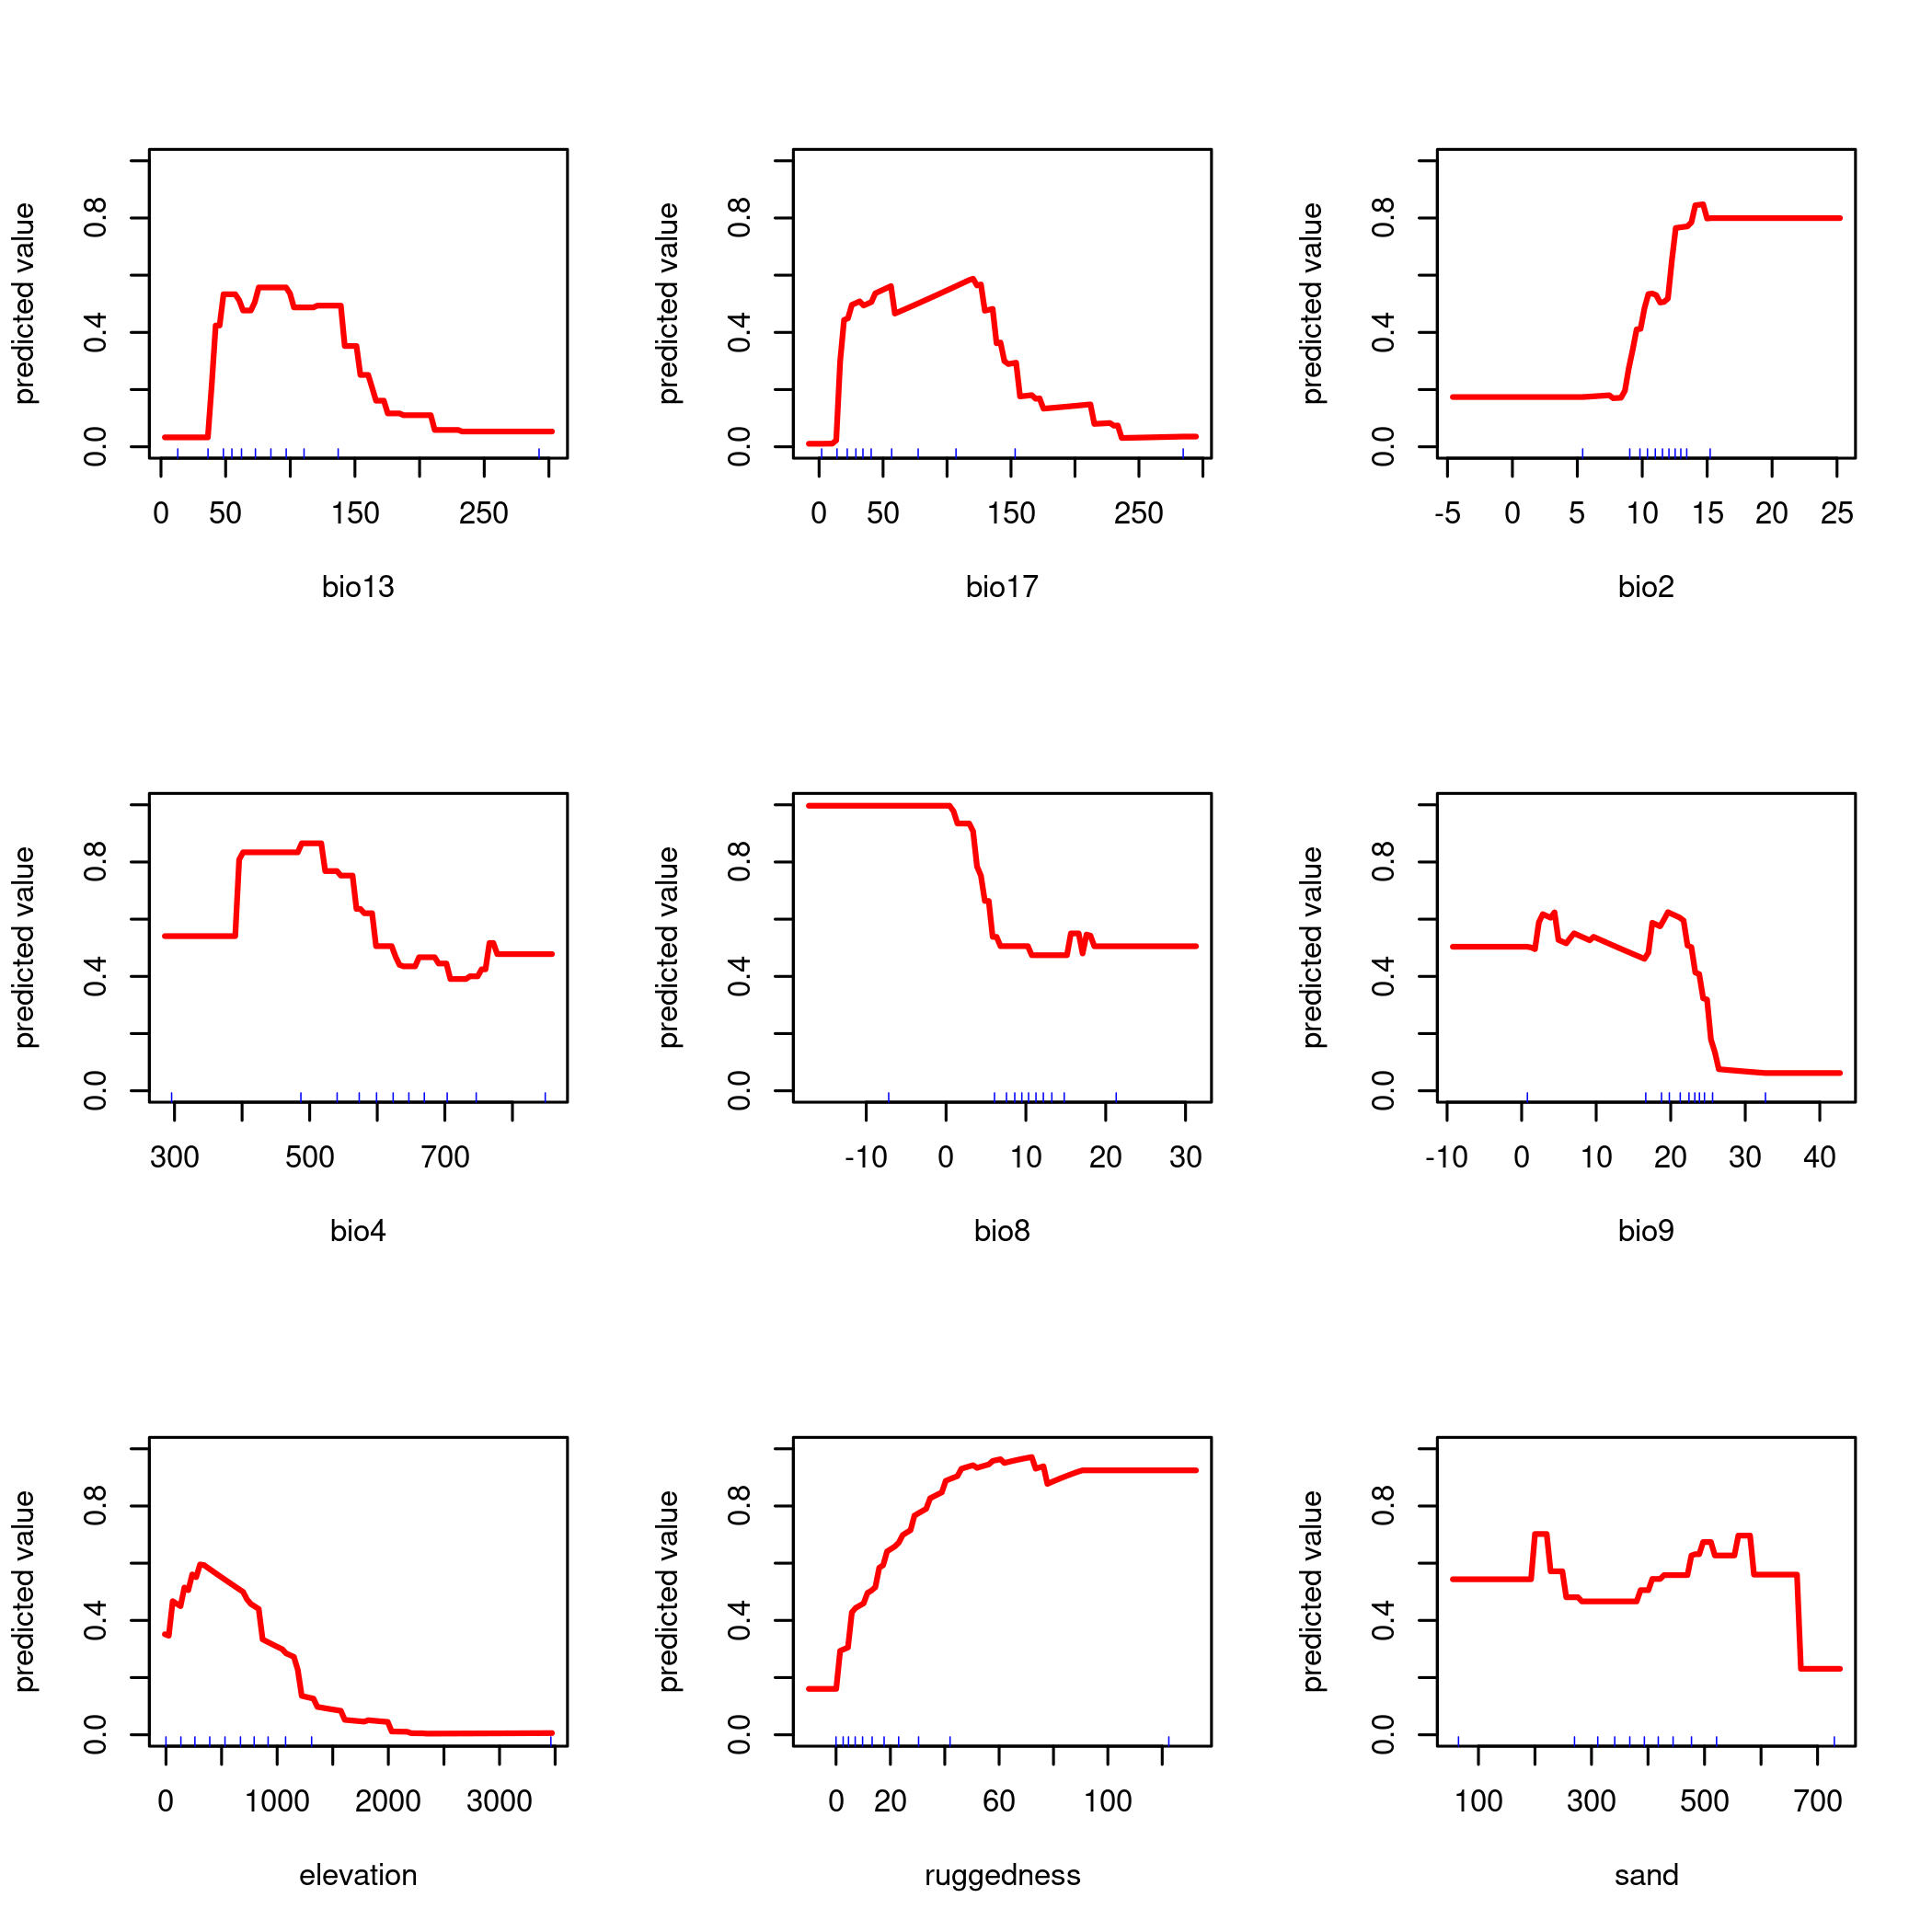 predicted value
0.0 0.4 0.8
0 50 150 250
bio13
predicted value
0.0 0.4 0.8
0 50 150 250
bio17
predicted value
0.0 0.4 0.8
-5 0 5 10 15 20 25
bio2
predicted value
0.0 0.4 0.8
300 500 700
bio4
predicted value
0.0 0.4 0.8
-10 0 10 20 30
bio8
predicted value
0.0 0.4 0.8
-10 0 10 20 30 40
bio9
predicted value
0.0 0.4 0.8
0 1000 2000 3000
elevation
predicted value
0.0 0.4 0.8
0 20 60 100
ruggedness
predicted value
0.0 0.4 0.8
100 300 500 700
sand